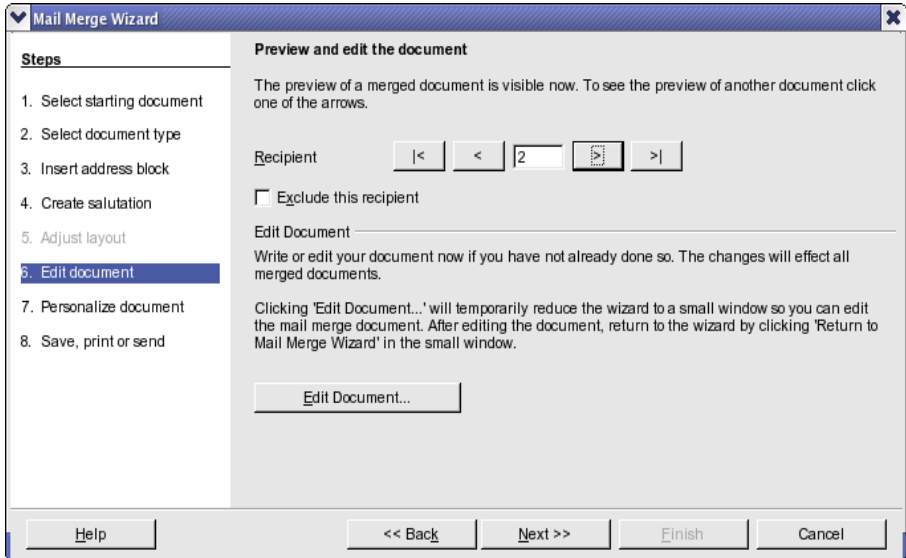 Mail Merge Wizard
Steps
1. Select starting document
2. Select document type
3. Insert address block
4. Create salutation
5. Adjust layout
6. Edit document
7. Personalize document
8. Save, print or send
Preview and edit the document
The preview of a merged document is visible now. To see the preview of another document click
one of the arrows.
Recipient |< < 2 > >|
Exclude this recipient
Edit Document
Write or edit your document now if you have not already done so. The changes will effect all
merged documents.
Clicking 'Edit Document...' will temporarily reduce the wizard to a small window so you can edit
the mail merge document. After editing the document, return to the wizard by clicking 'Return to
Mail Merge Wizard' in the small window.
Edit Document...
Help << Back Next >> Finish Cancel